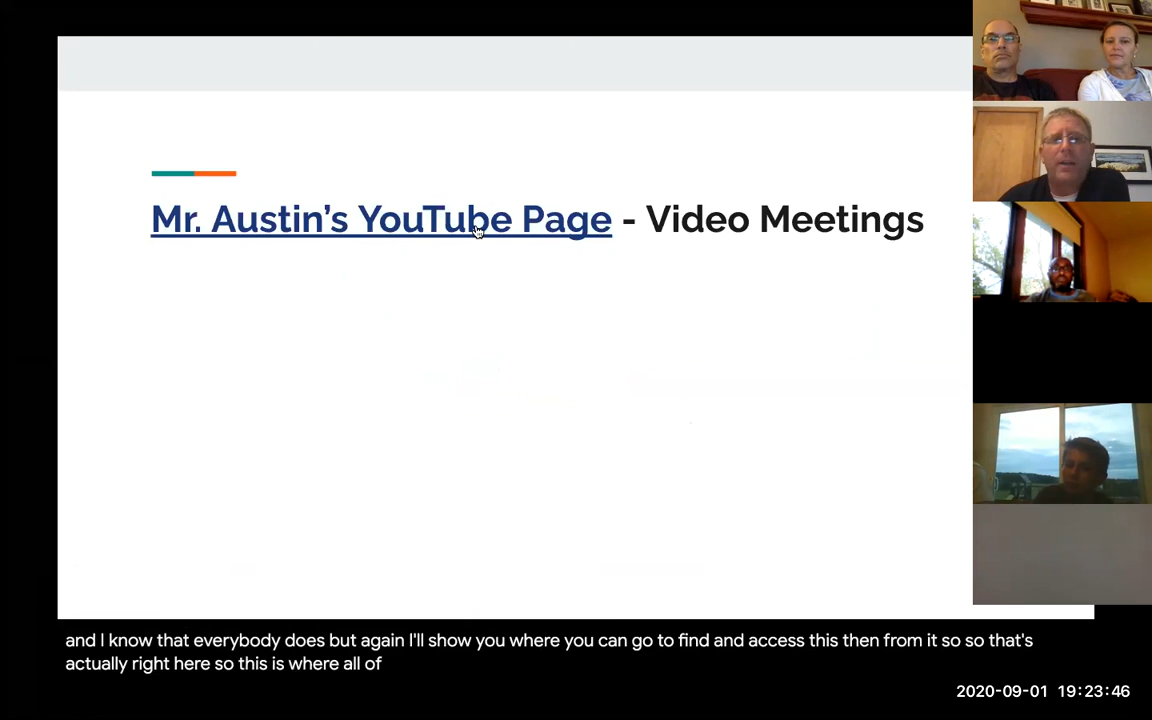 Mr. Austin's YouTube Page - Video Meetings
and I know that everybody does but again I'll show you where you can go to find and access this then from it so so that's
actually right here so this is where all of
2020-09-01 19:23:46